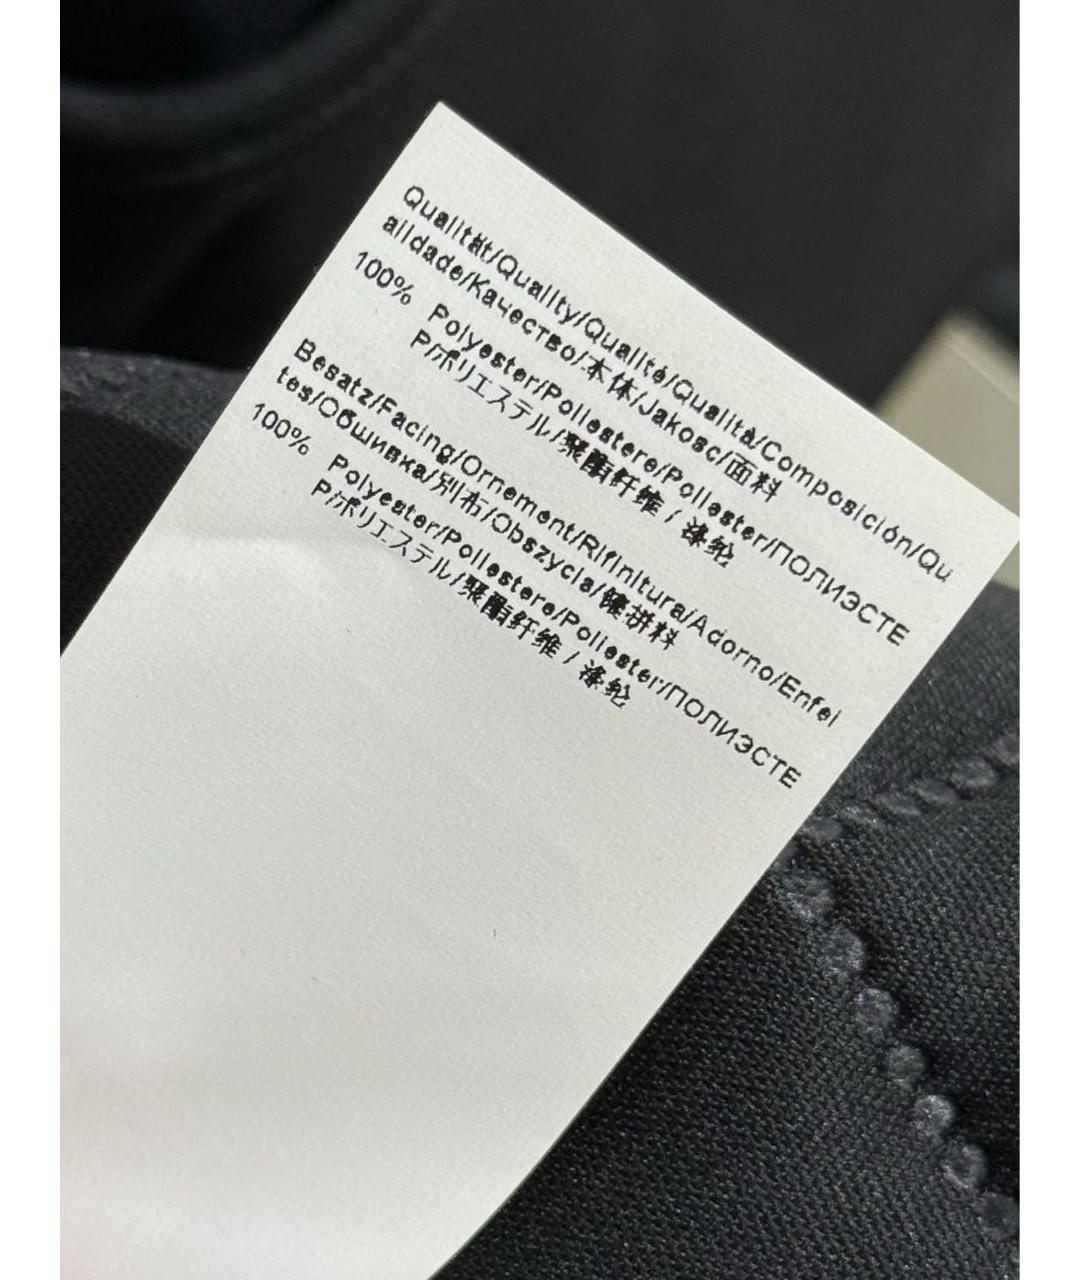 Qualität/Quality/Qualité/Qualità/Composición/Qu
alidade/Качество/本体/Jakosc/面料
100% Polyester/Poliestere/Poliester/ПОЛИЭСТЕ
Р/ポリエステル/聚酯纤维 / 涤纶
Besatz/Facing/Ornement/Rifinitura/Adorno/Enfei
tes/Обшивка/別布/Obszycia/镶拼料
100% Polyester/Poliestere/Poliester/ПОЛИЭСТЕ
Р/ポリエステル/聚酯纤维 / 涤纶